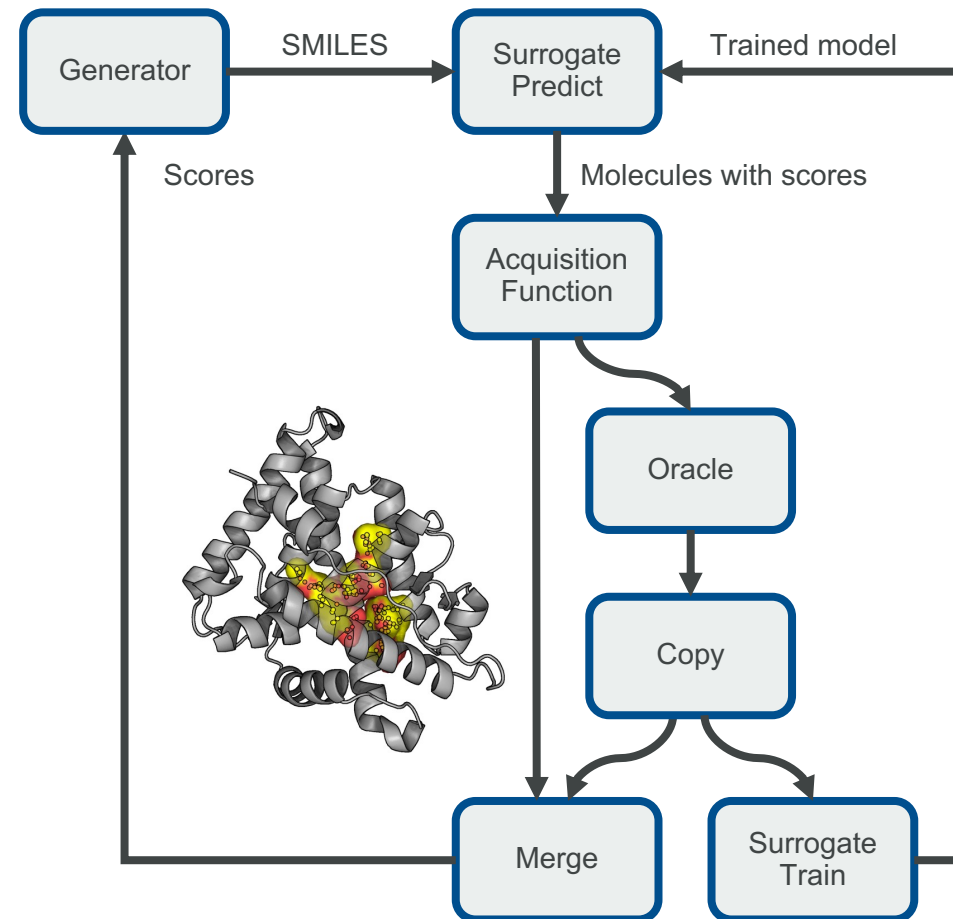 Generator
SMILES
Surrogate
Predict
Trained model
Scores
Molecules with scores
Acquisition
Function
Oracle
Copy
Merge
Surrogate
Train